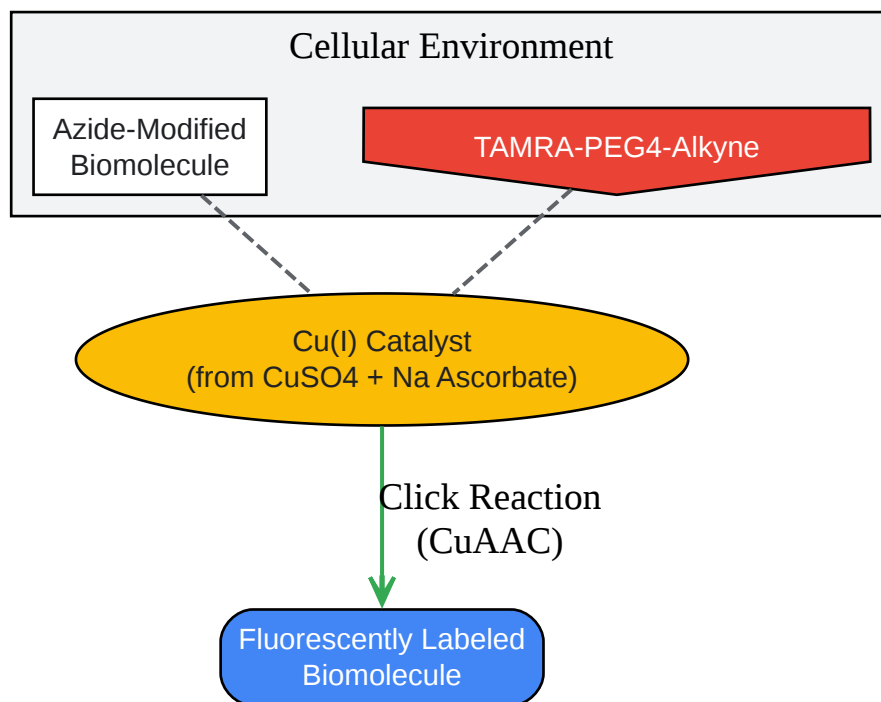 Cellular Environment
Azide-Modified
Biomolecule
TAMRA-PEG4-Alkyne
Cu(I) Catalyst
(from CuSO4 + Na Ascorbate)
Click Reaction
(CuAAC)
Fluorescently Labeled
Biomolecule